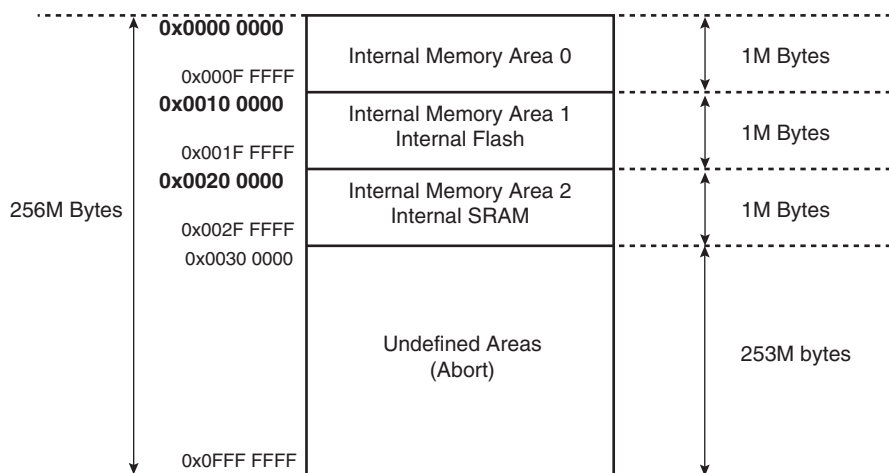 0x0000 0000
Internal Memory Area 0
1M Bytes
0x000F FFFF
0x0010 0000
Internal Memory Area 1
Internal Flash
1M Bytes
0x001F FFFF
0x0020 0000
Internal Memory Area 2
Internal SRAM
1M Bytes
256M Bytes
0x002F FFFF
0x0030 0000
Undefined Areas
(Abort)
253M bytes
0x0FFF FFFF